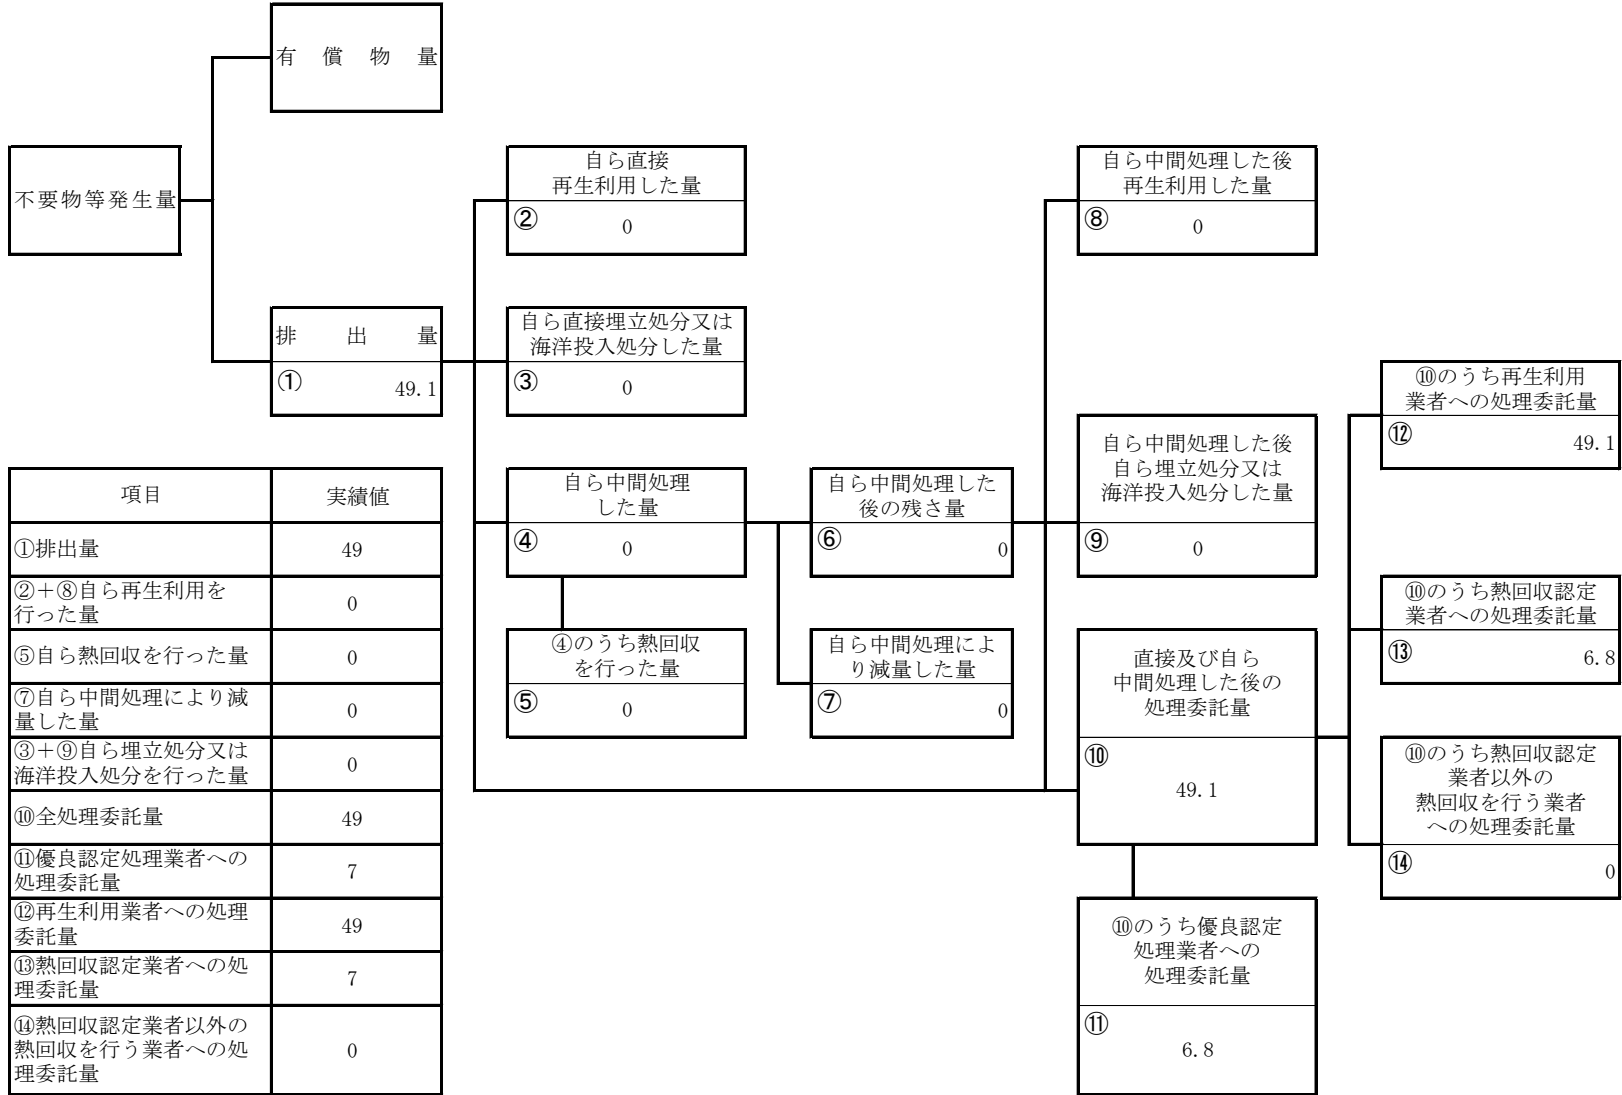 有償物量
不要物等発生量
排出量
① 49.1
自ら直接
再生利用した量
② 0
自ら直接埋立処分又は
海洋投入処分した量
③ 0
自ら中間処理
した量
④ 0
④のうち熱回収
を行った量
⑤ 0
自ら中間処理した
後の残さ量
⑥ 0
自ら中間処理によ
り減量した量
⑦ 0
自ら中間処理した後
再生利用した量
⑧ 0
自ら中間処理した後
自ら埋立処分又は
海洋投入処分した量
⑨ 0
直接及び自ら
中間処理した後の
処理委託量
⑩
49.1
⑩のうち優良認定
処理業者への
処理委託量
⑪
6.8
⑩のうち再生利用
業者への処理委託量
⑫ 49.1
⑩のうち熱回収認定
業者への処理委託量
⑬ 6.8
⑩のうち熱回収認定
業者以外の
熱回収を行う業者
への処理委託量
⑭ 0
項目 実績値
①排出量 49
②＋⑧自ら再生利用を
行った量 0
⑤自ら熱回収を行った量 0
⑦自ら中間処理により減
量した量 0
③＋⑨自ら埋立処分又は
海洋投入処分を行った量 0
⑩全処理委託量 49
⑪優良認定処理業者への
処理委託量 7
⑫再生利用業者への処理
委託量 49
⑬熱回収認定業者への処
理委託量 7
⑭熱回収認定業者以外の
熱回収を行う業者への処
理委託量 0